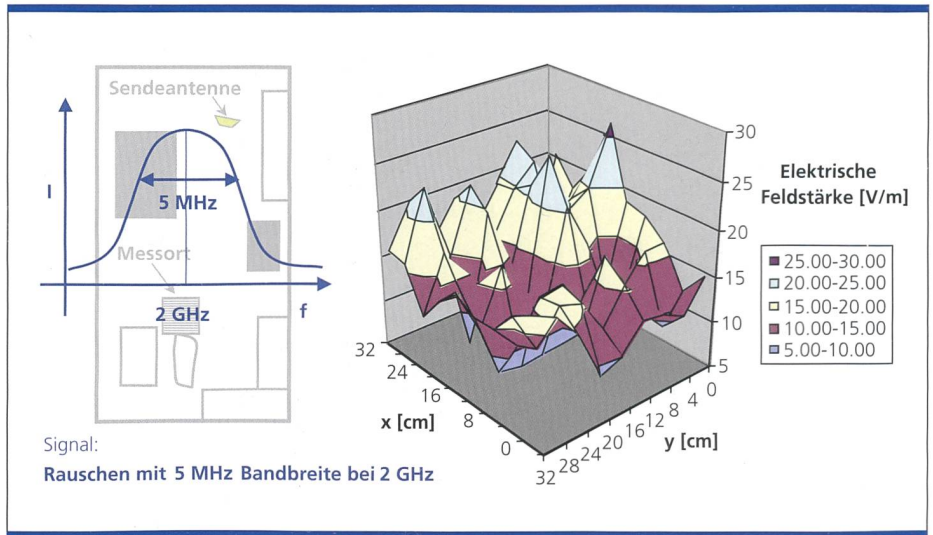 Sendeantenne
I
5 MHz
Messort
2 GHz
f
Signal:
Rauschen mit 5 MHz Bandbreite bei 2 GHz
30
25
20
15
10
5
Elektrische
Feldstärke [V/m]
25.00-30.00
20.00-25.00
15.00-20.00
10.00-15.00
5.00-10.00
32
24
16
8
0
x [cm]
32 28 24 20 16 12 8 4 0
y [cm]